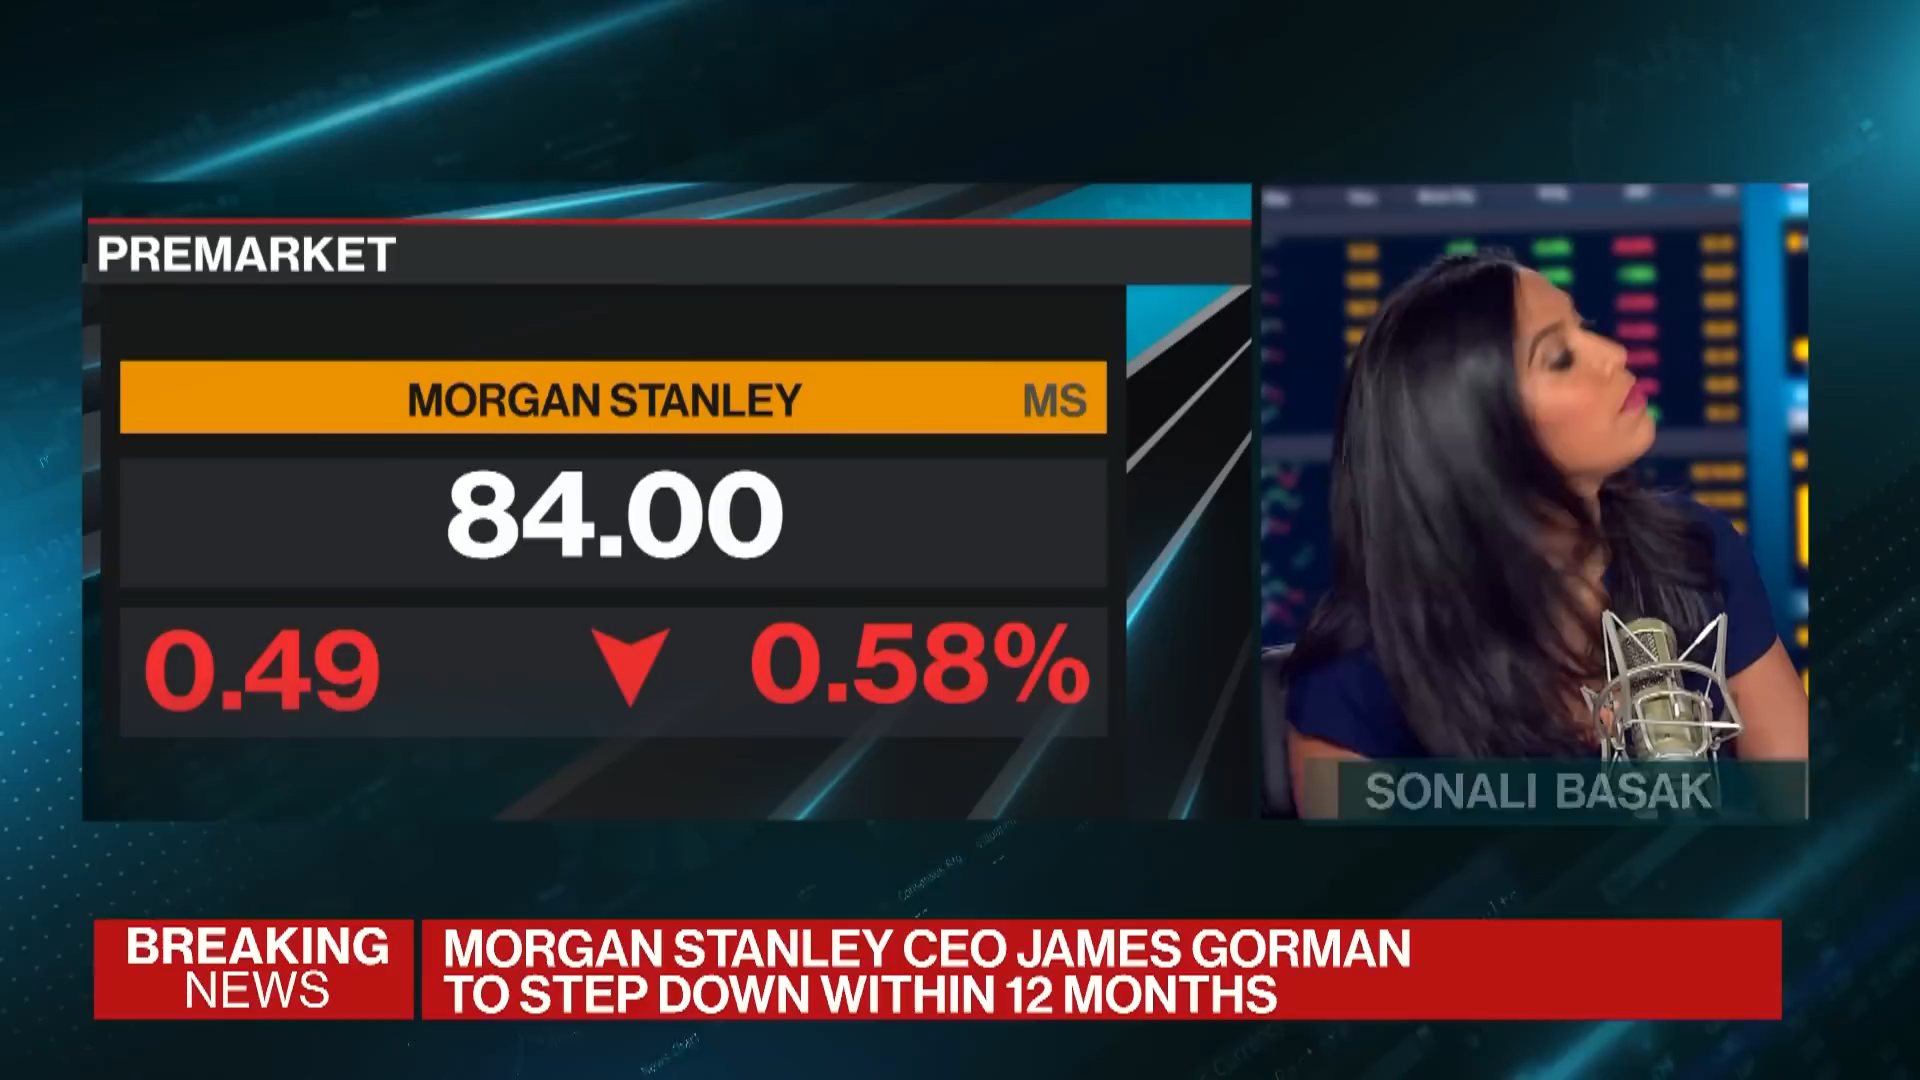 PREMARKET
MORGAN STANLEY MS
84.00
0.49 0.58%
SONALI BASAK
BREAKING
NEWS
MORGAN STANLEY CEO JAMES GORMAN
TO STEP DOWN WITHIN 12 MONTHS